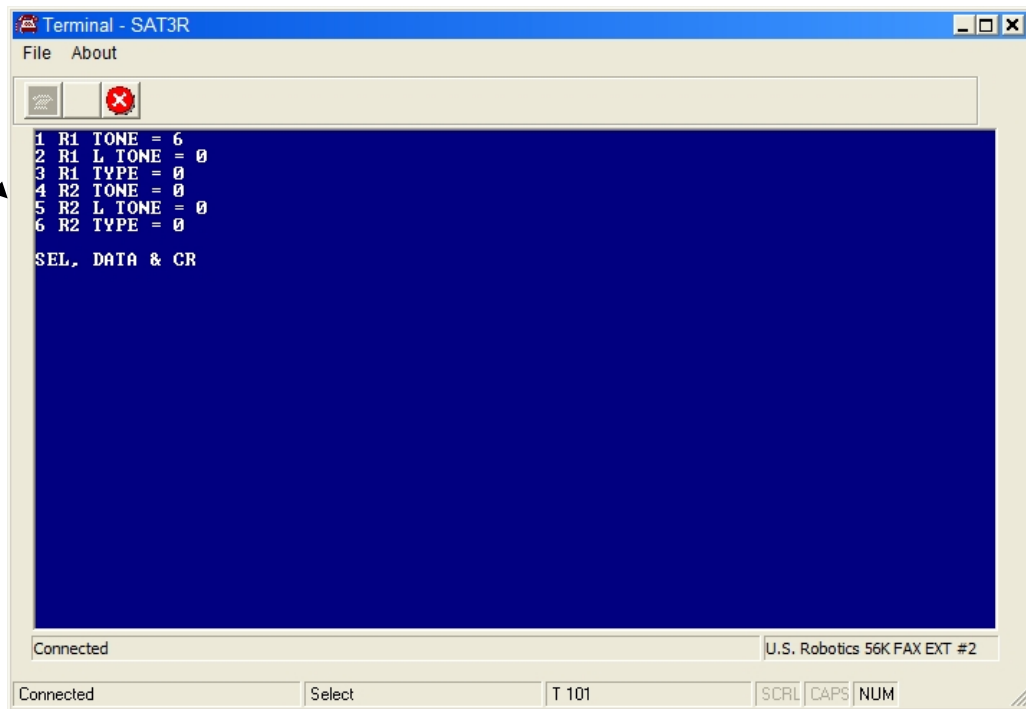 Terminal - SAT3R
File About
1 R1 TONE = 6
2 R1 L TONE = 0
3 R1 TYPE = 0
4 R2 TONE = 0
5 R2 L TONE = 0
6 R2 TYPE = 0
SEL, DATA & CR
Connected U.S. Robotics 56K FAX EXT #2
Connected Select T 101 SCRL CAPS NUM